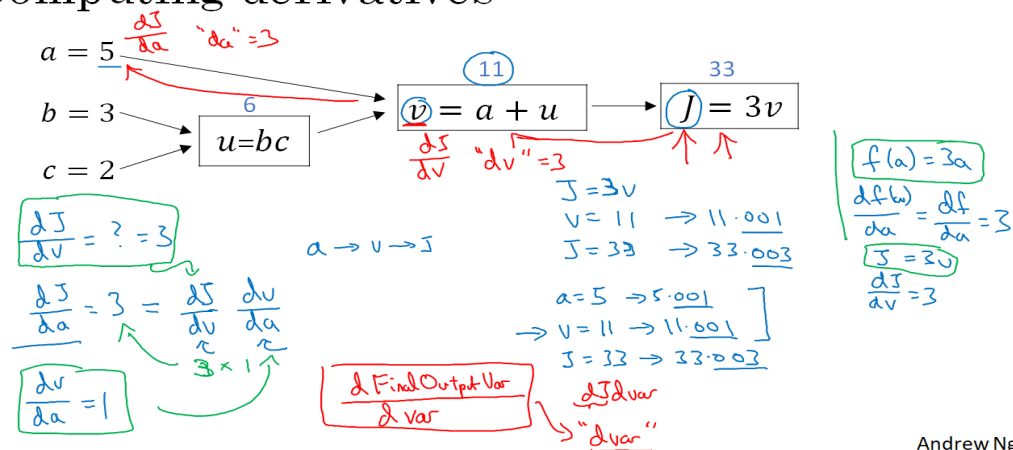 computing derivatives
a = 5
dJ/da "da" = 3
b = 3
c = 2
6
u=bc
11
v = a + u
dJ/dv "dv" = 3
33
J = 3v
f(a) = 3a
df(a)/da = df/da = 3
J = 3v
dJ/dv = 3
J = 3v
v = 11 → 11.001
J = 33 → 33.003
a = 5 → 5.001
→ v = 11 → 11.001
J = 33 → 33.003
dJ/dv = ? = 3
a → v → J
dJ/da = 3 = dJ/dv dv/da
3 × 1
dv/da = 1
d FinalOutputVar / d var
dJdvar
"dvar"
Andrew Ng